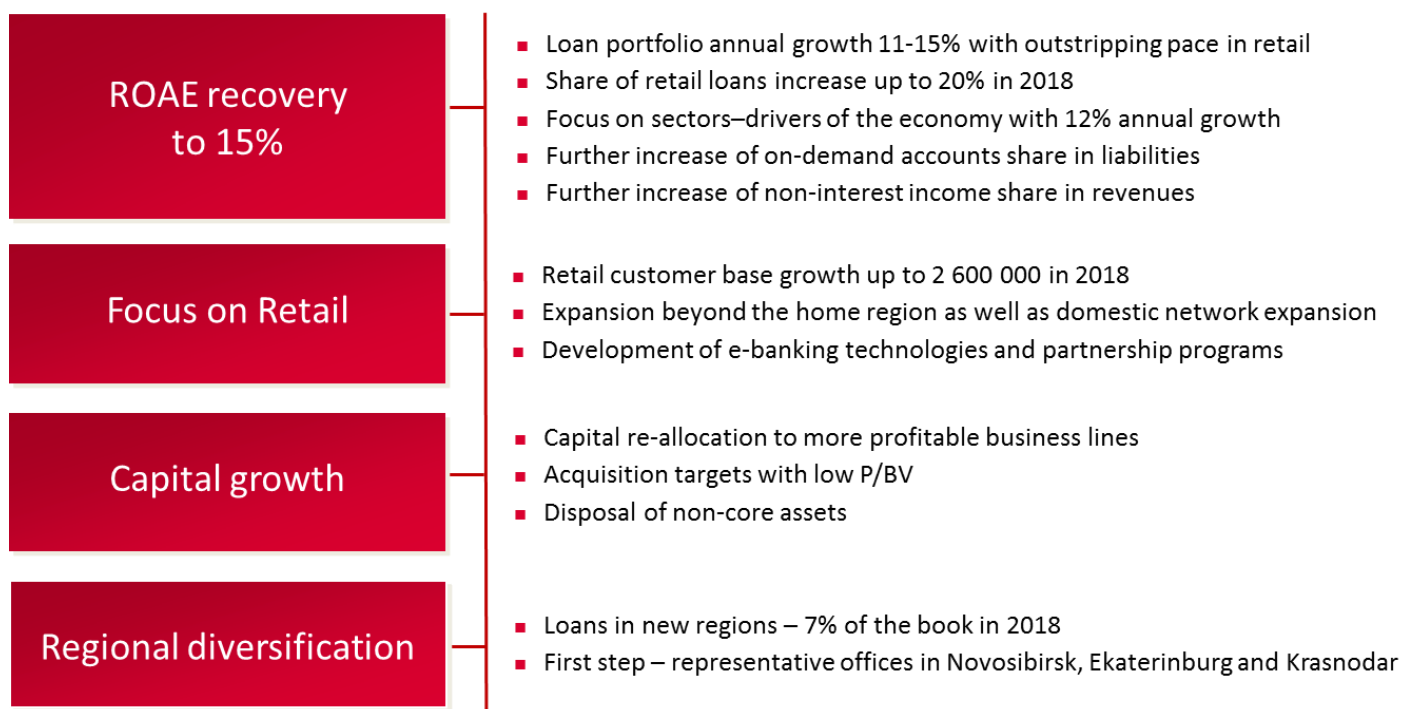 ROAE recovery
to 15%
▪ Loan portfolio annual growth 11-15% with outstripping pace in retail
▪ Share of retail loans increase up to 20% in 2018
▪ Focus on sectors–drivers of the economy with 12% annual growth
▪ Further increase of on-demand accounts share in liabilities
▪ Further increase of non-interest income share in revenues
Focus on Retail
▪ Retail customer base growth up to 2 600 000 in 2018
▪ Expansion beyond the home region as well as domestic network expansion
▪ Development of e-banking technologies and partnership programs
Capital growth
▪ Capital re-allocation to more profitable business lines
▪ Acquisition targets with low P/BV
▪ Disposal of non-core assets
Regional diversification
▪ Loans in new regions – 7% of the book in 2018
▪ First step – representative offices in Novosibirsk, Ekaterinburg and Krasnodar